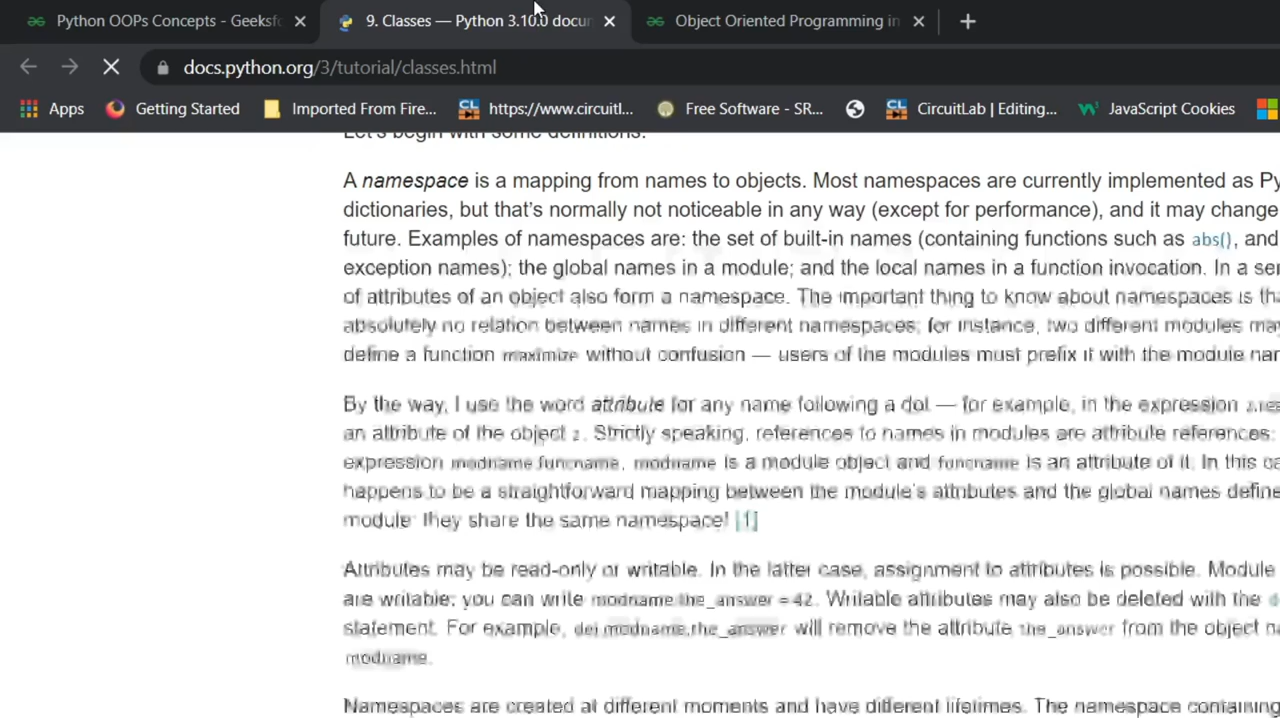 Python OOPs Concepts - Geeksf
9. Classes — Python 3.10.0 docun
Object Oriented Programming in
docs.python.org/3/tutorial/classes.html
Apps
Getting Started
Imported From Fire...
CL
https://www.circuitl...
Free Software - SR...
CL
CircuitLab | Editing...
JavaScript Cookies
Let's begin with some definitions.
A namespace is a mapping from names to objects. Most namespaces are currently implemented as Py
dictionaries, but that's normally not noticeable in any way (except for performance), and it may change
future. Examples of namespaces are: the set of built-in names (containing functions such as abs(), and
exception names); the global names in a module; and the local names in a function invocation. In a se
of attributes of an object also form a namespace. The important thing to know about namespaces is tha
absolutely no relation between names in different namespaces; for instance, two different modules may
define a function maximize without confusion — users of the modules must prefix it with the module nar
By the way, I use the word attribute for any name following a dot — for example, in the expression
an attribute of the object z. Strictly speaking, references to names in modules are attribute references:
expression modname.funcname, modname is a module object and funcname is an attribute of it. In this ca
happens to be a straightforward mapping between the module's attributes and the global names define
module: they share the same namespace! [1]
Attributes may be read-only or writable. In the latter case, assignment to attributes is possible. Module
are writable: you can write modname.the_answer = 42. Writable attributes may also be deleted with the
statement. For example, del modname.the_answer will remove the attribute the_answer from the object n
modname.
Namespaces are created at different moments and have different lifetimes. The namespace containing